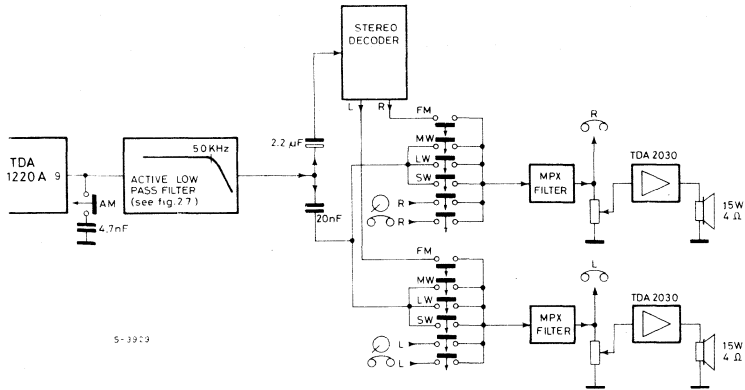 STEREO
DECODER
L
R
50KHz
TDA
1220A
9
ACTIVE LOW
PASS FILTER
(see fig.27)
AM
4.7nF
2.2 µF
20nF
FM
MW
LW
SW
R
R
MPX
FILTER
R
TDA 2030
15W
4 Ω
FM
MW
LW
SW
L
L
MPX
FILTER
L
TDA 2030
15W
4 Ω